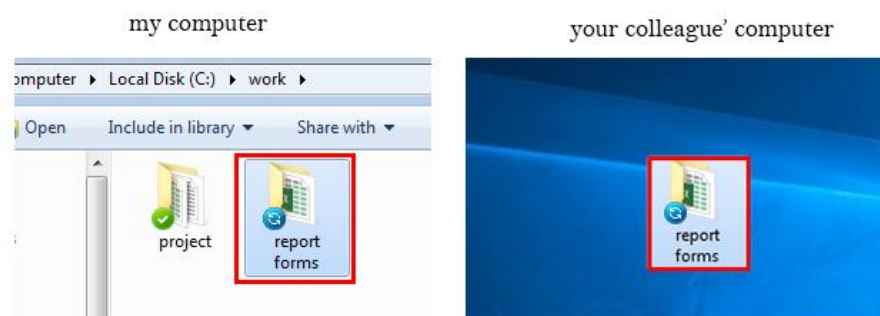 my computer
your colleague' computer
omputer ▸ Local Disk (C:) ▸ work ▸
Open Include in library ▾ Share with ▾
project
report
forms
report
forms